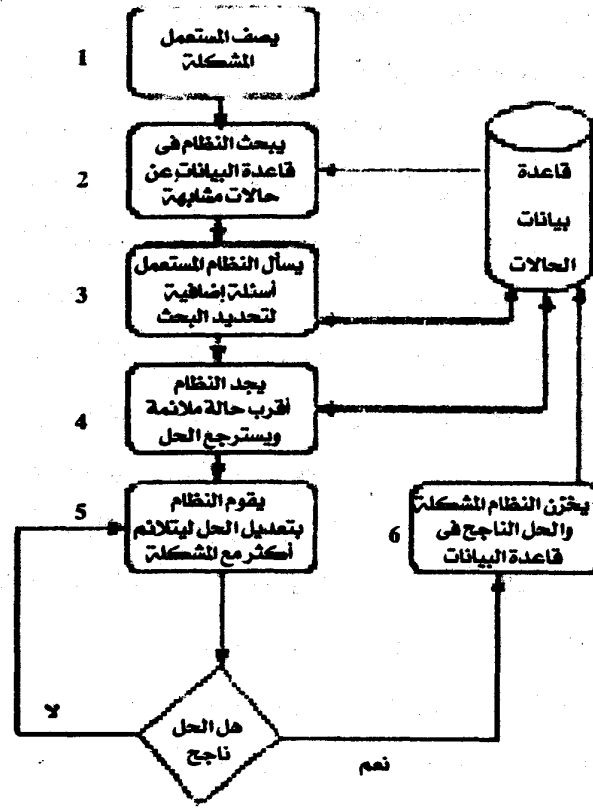 1
يصف المستعمل
المشكلة
2
يبحث النظام فى
قاعدة البيانات عن
حالات مشابهة
قاعدة
بيانات
الحالات
3
يسأل النظام المستعمل
أسئلة إضافية
لتحديد البحث
4
يجد النظام
أقرب حالة ملائمة
ويسترجع الحل
5
يقوم النظام
بتعديل الحل ليتلائم
أكثر مع المشكلة
6
يخزن النظام المشكلة
والحل الناجح فى
قاعدة البيانات
هل الحل
ناجح
لا
نعم